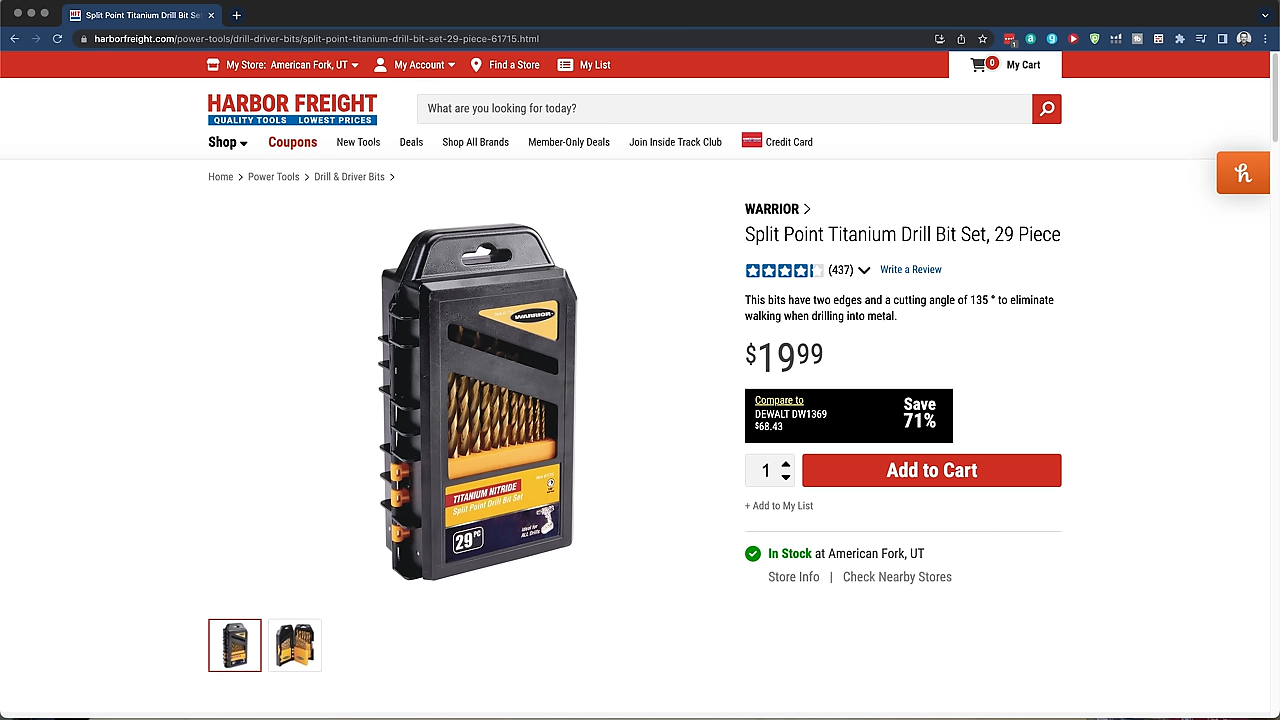 Split Point Titanium Drill Bit Se
harborfreight.com/power-tools/drill-driver-bits/split-point-titanium-drill-bit-set-29-piece-61715.html
My Store: American Fork, UT
My Account
Find a Store
My List
0
My Cart
HARBOR FREIGHT
QUALITY TOOLS LOWEST PRICES
What are you looking for today?
Shop
Coupons
New Tools
Deals
Shop All Brands
Member-Only Deals
Join Inside Track Club
Credit Card
Home > Power Tools > Drill & Driver Bits >
h
WARRIOR >
Split Point Titanium Drill Bit Set, 29 Piece
(437)
Write a Review
This bits have two edges and a cutting angle of 135 ° to eliminate
walking when drilling into metal.
$1999
Compare to
DEWALT DW1369
$68.43
Save
71%
1
Add to Cart
+ Add to My List
In Stock at American Fork, UT
Store Info | Check Nearby Stores
WARRIOR
TITANIUM NITRIDE
Split Point Drill Bit Set
29 PC
Ideal for
ALL Drills